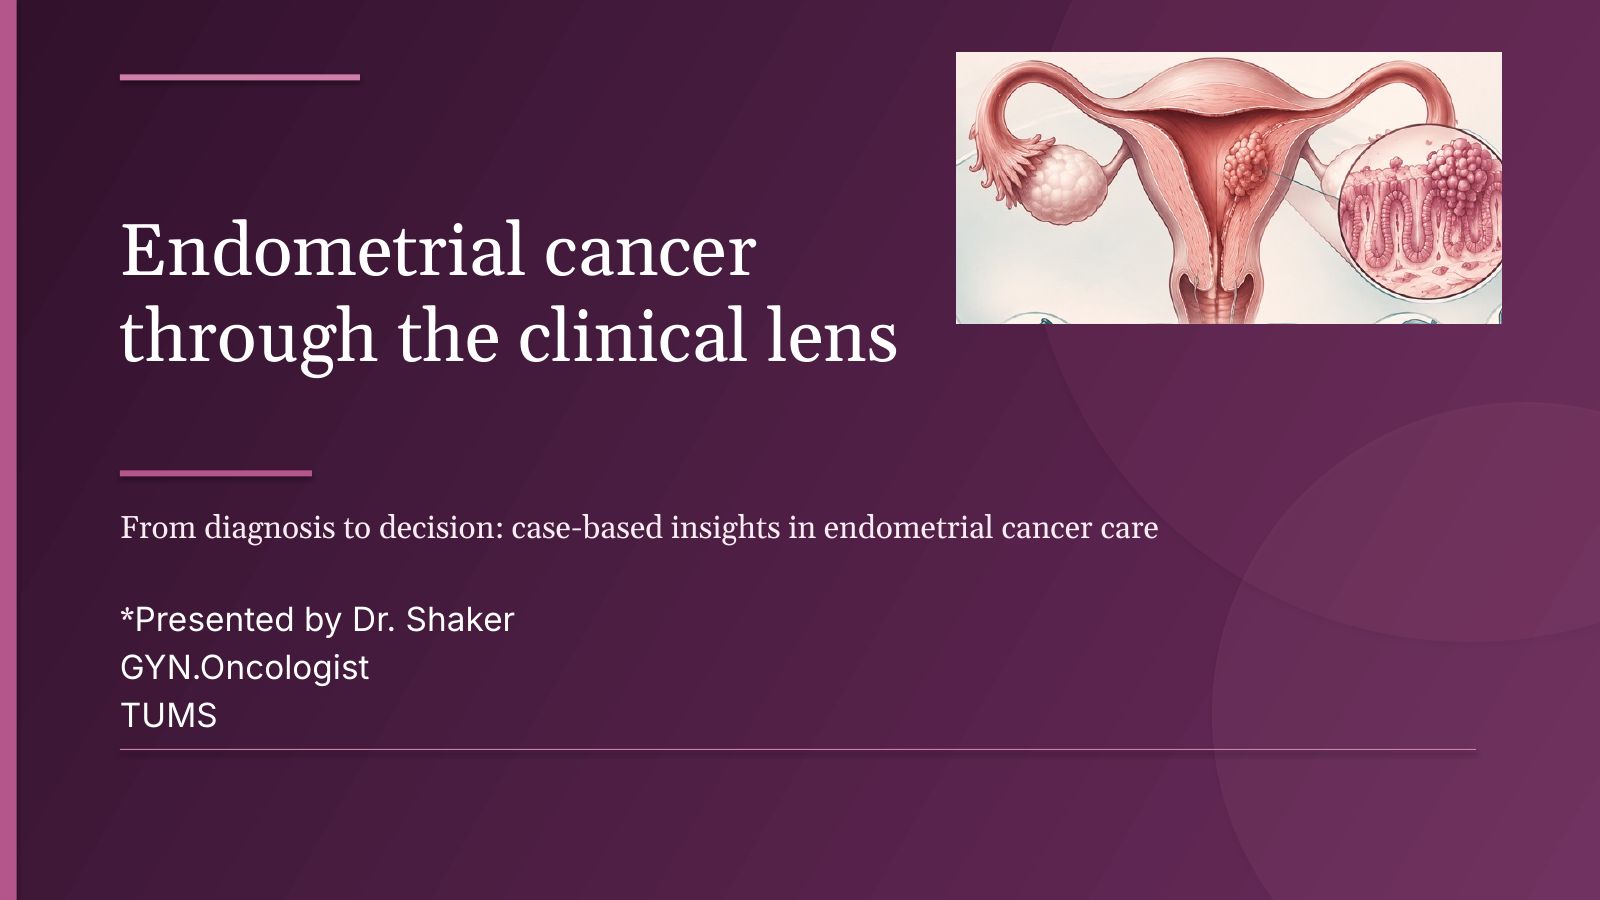 Endometrial cancer
through the clinical lens
From diagnosis to decision: case-based insights in endometrial cancer care
*Presented by Dr. Shaker
GYN.Oncologist
TUMS